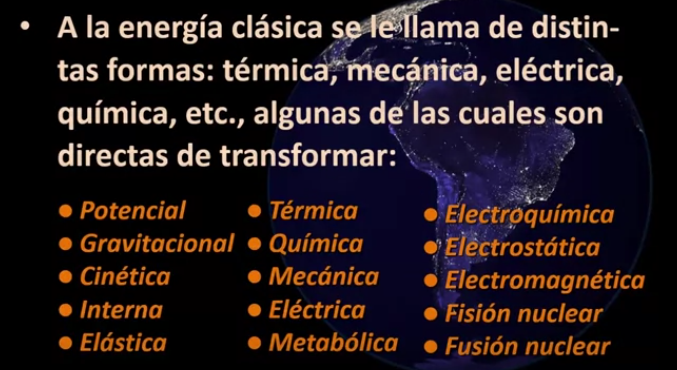 • A la energía clásica se le llama de distin-
tas formas: térmica, mecánica, eléctrica,
química, etc., algunas de las cuales son
directas de transformar:
• Potencial
• Gravitacional
• Cinética
• Interna
• Elástica
• Térmica
• Química
• Mecánica
• Eléctrica
• Metabólica
• Electroquímica
• Electrostática
• Electromagnética
• Fisión nuclear
• Fusión nuclear